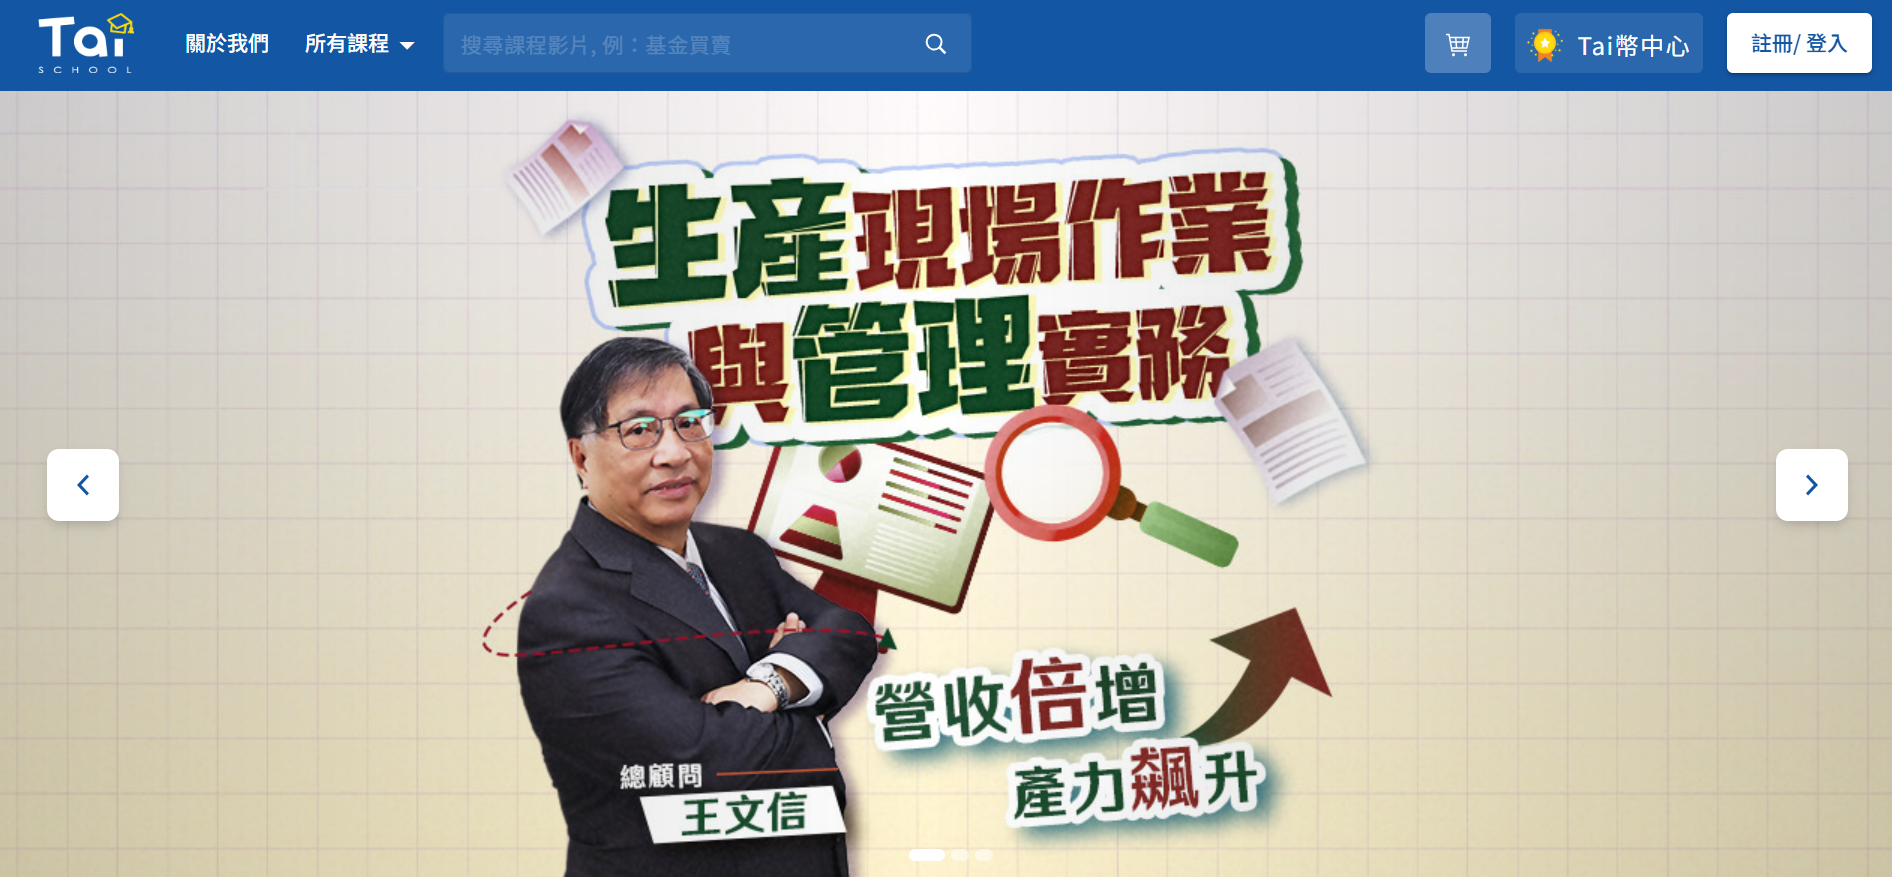 Tai
SCHOOL
關於我們
所有課程
搜尋課程影片, 例：基金買賣
Tai幣中心
註冊/ 登入
生産現場作業
與管理實務
營收倍增
產力飆升
總顧問
王文信